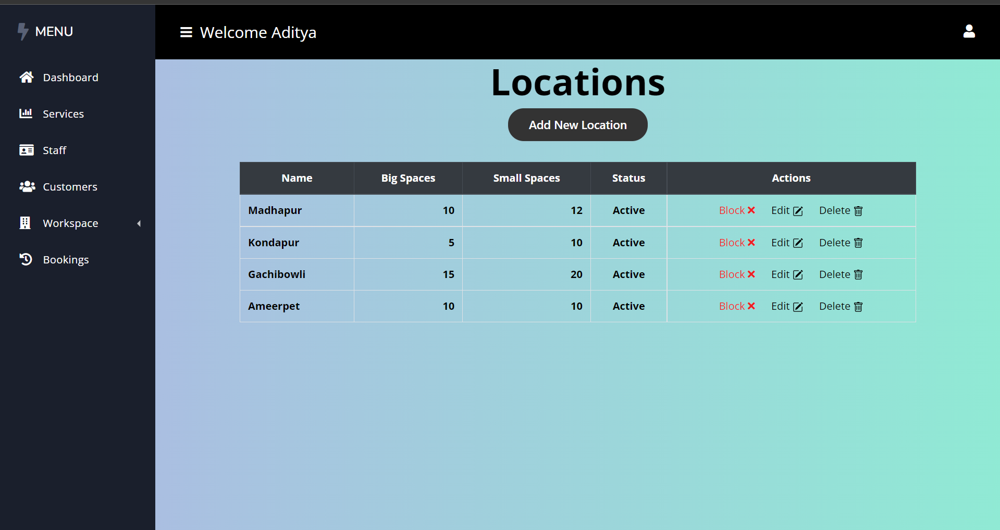 MENU
Dashboard
Services
Staff
Customers
Workspace
Bookings
Welcome Aditya
Locations
Add New Location
Name Big Spaces Small Spaces Status Actions
Madhapur 10 12 Active Block Edit Delete
Kondapur 5 10 Active Block Edit Delete
Gachibowli 15 20 Active Block Edit Delete
Ameerpet 10 10 Active Block Edit Delete